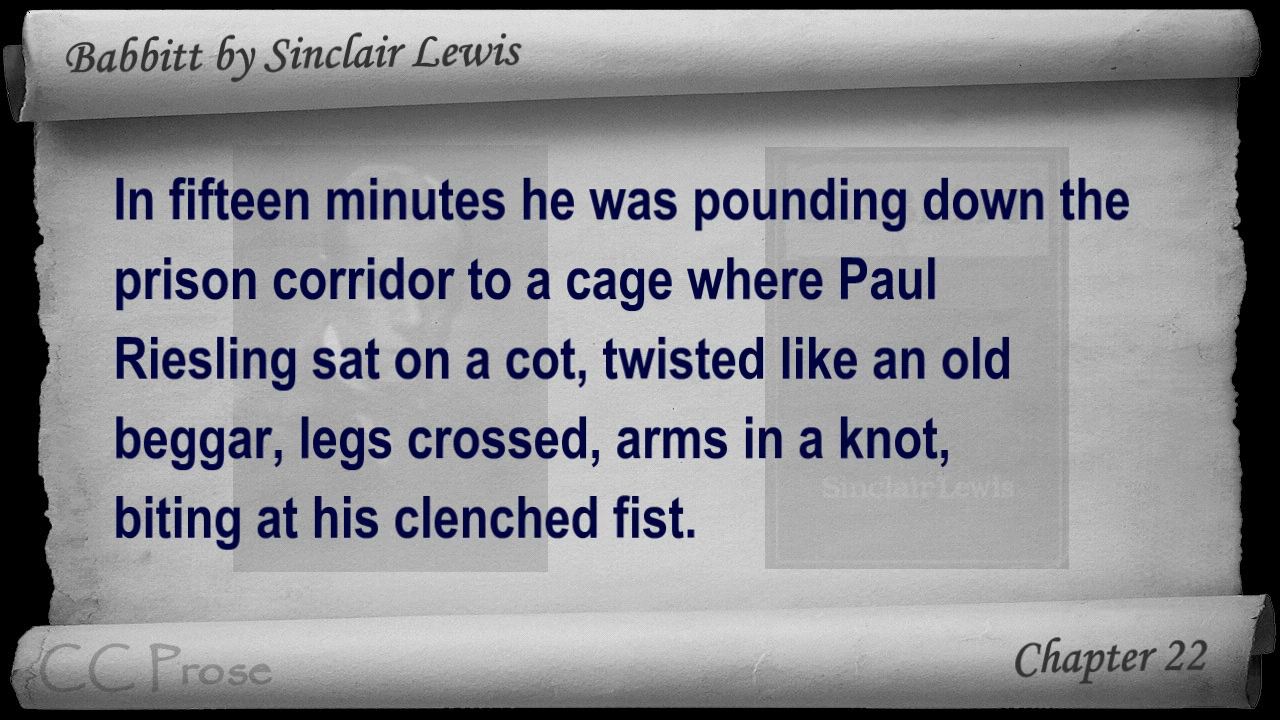 Babbitt by Sinclair Lewis
In fifteen minutes he was pounding down the
prison corridor to a cage where Paul
Riesling sat on a cot, twisted like an old
beggar, legs crossed, arms in a knot,
biting at his clenched fist.
Sinclair Lewis
CC Prose
Chapter 22